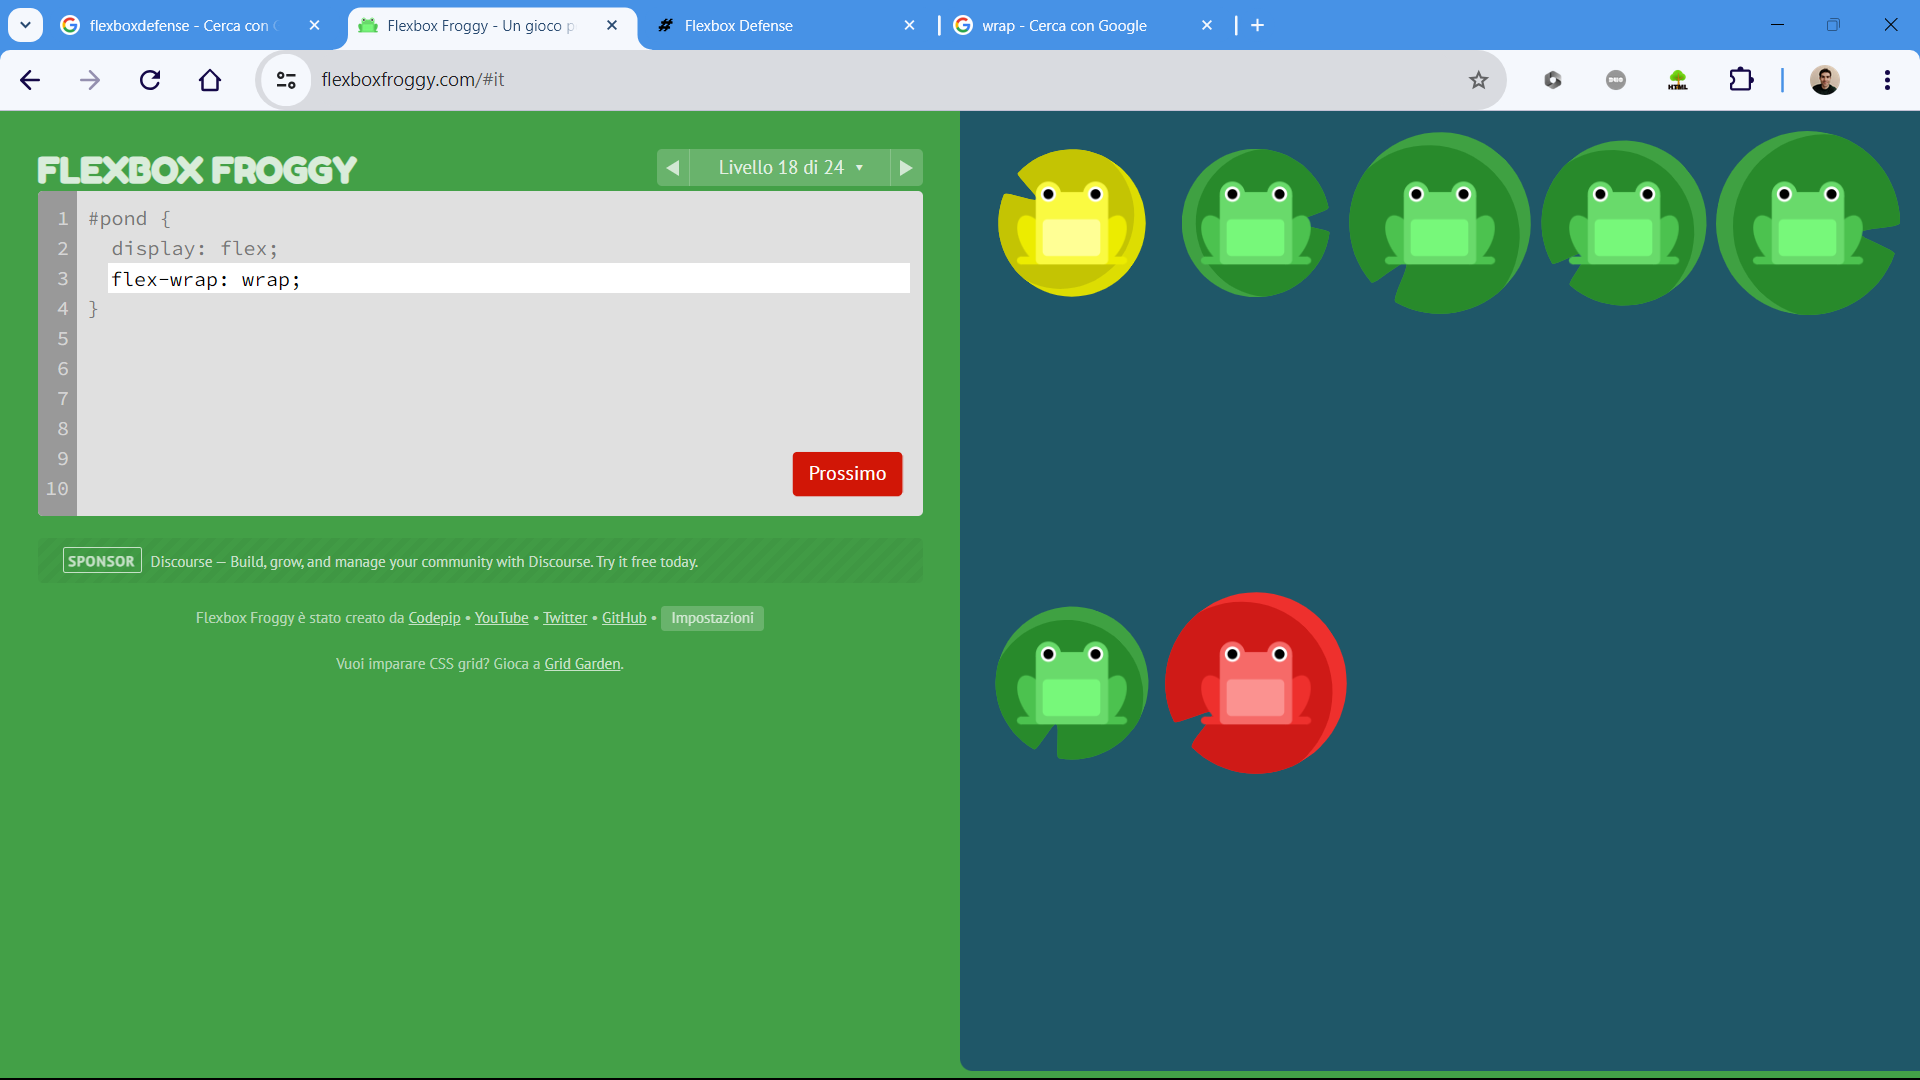 flexboxdefense - Cerca con
Flexbox Froggy - Un gioco p
Flexbox Defense
wrap - Cerca con Google
flexboxfroggy.com/#it
HTML
FLEXBOX FROGGY
Livello 18 di 24
1 #pond {
2 display: flex;
3 flex-wrap: wrap;
4 }
5
6
7
8
9
10
Prossimo
SPONSOR Discourse — Build, grow, and manage your community with Discourse. Try it free today.
Flexbox Froggy è stato creato da Codepip • YouTube • Twitter • GitHub • Impostazioni
Vuoi imparare CSS grid? Gioca a Grid Garden.